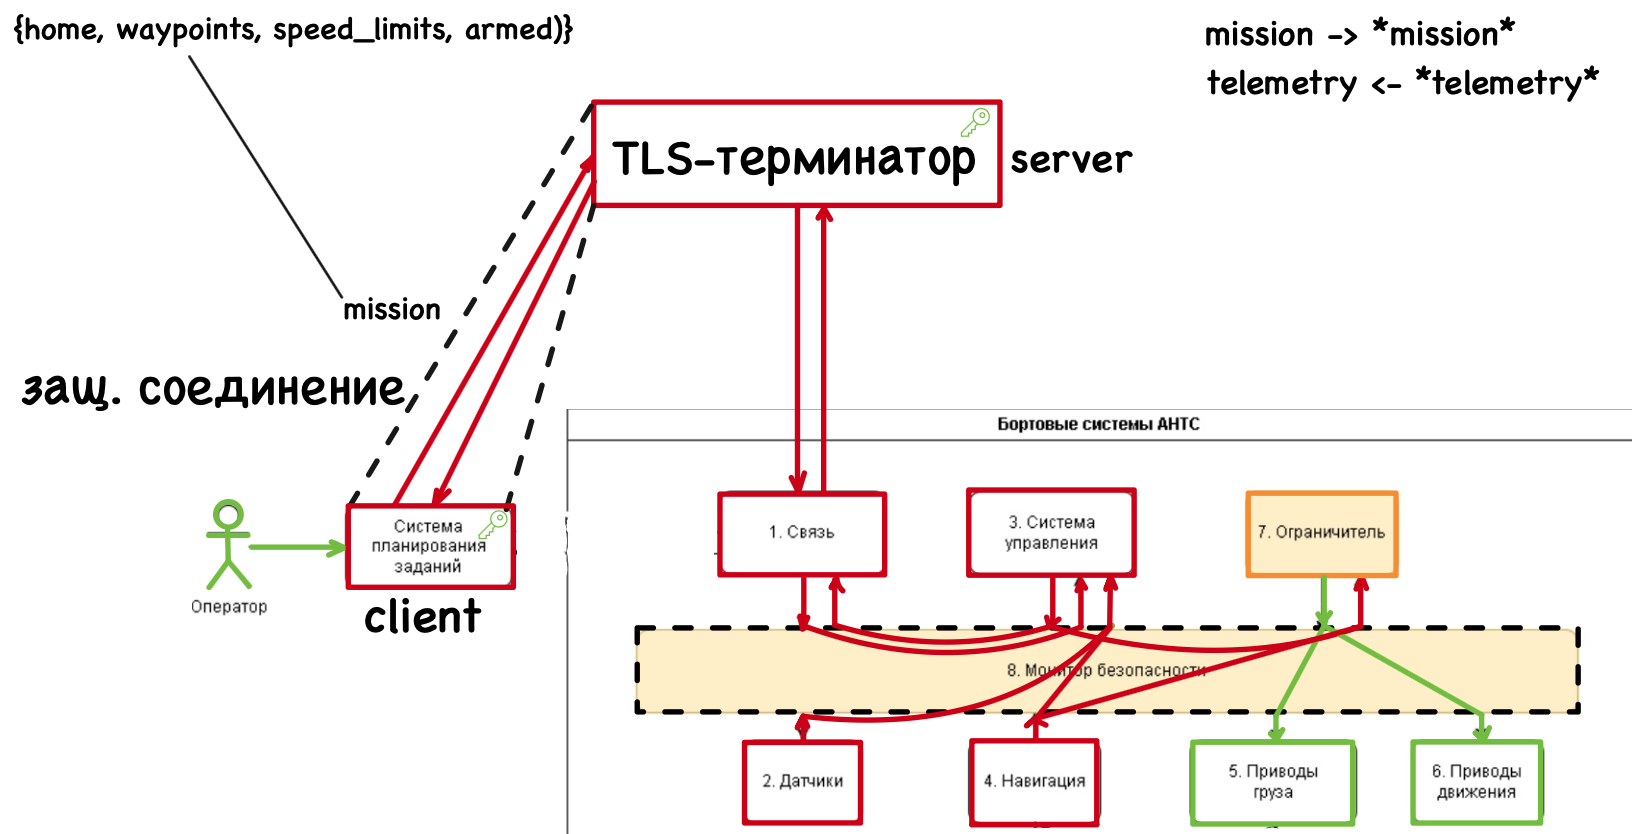 {home, waypoints, speed_limits, armed)}
mission -> *mission*
telemetry <- *telemetry*
TLS-терминатор
server
mission
защ. соединение
Бортовые системы АНТС
Система
планирования
заданий
Оператор
client
1. Связь
3. Система
управления
7. Ограничитель
8. Монитор безопасности
2. Датчики
4. Навигация
5. Приводы
груза
6. Приводы
движения